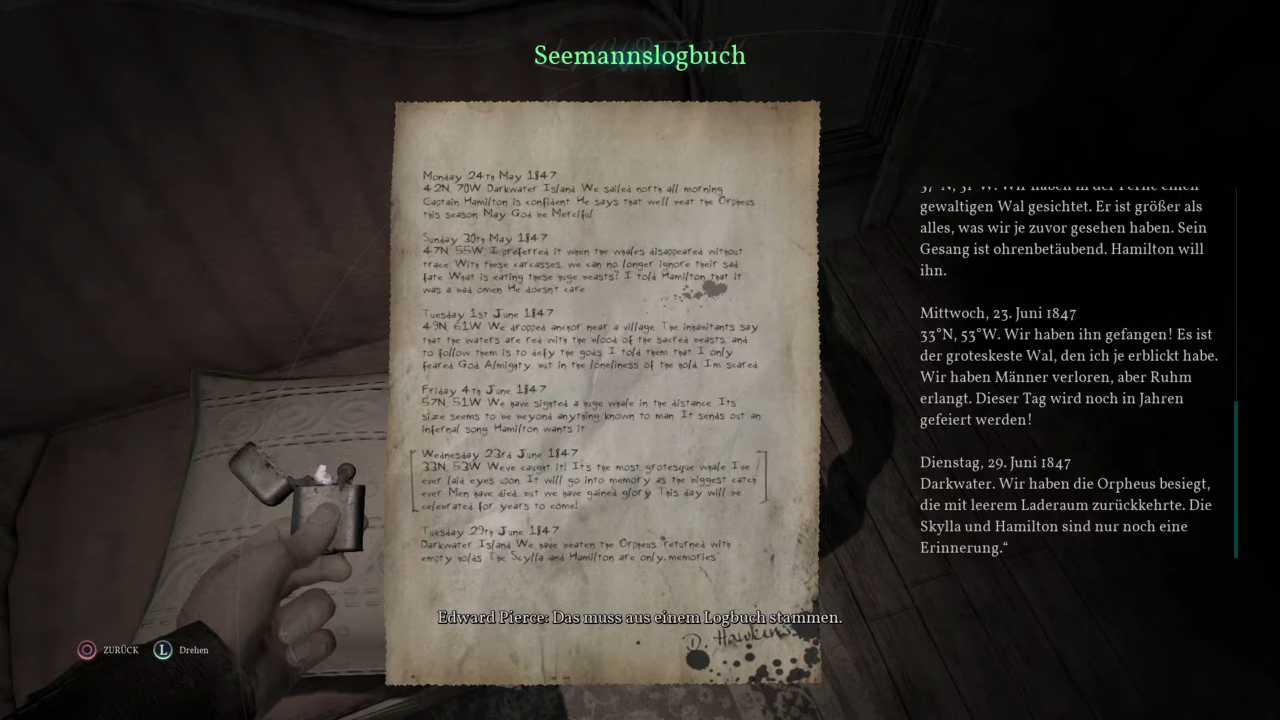 Seemannslogbuch
Monday 24th May 1847
42N 70W Darkwater Island We sailed north all morning
Captain Hamilton is confident He says that well beat the Orpheus
this season May God be Merciful
Sunday 30th May 1847
47N 55W I preferred it when the whales disappeared without
trace With these carcasses we can no longer ignore their sad
fate What is eating these huge beasts? I told Hamilton that it
was a bad omen He doesnt care
Tuesday 1st June 1847
49N 61W We dropped anchor near a village The inhabitants say
that the waters are red with the blood of the sacred beasts, and
to follow them is to defy the gods I told them that I only
feared God Almighty but in the loneliness of the hold Im scared
Friday 4th June 1847
57N 51W We have sighted a huge whale in the distance Its
size seems to be beyond anything known to man It sends out an
infernal song Hamilton wants it
Wednesday 23rd June 1847
33N 53W Weve caught it! Its the most grotesque whale Ive
ever laid eyes upon It will go into memory as the biggest catch
ever Men have died, but we have gained glory This day will be
celebrated for years to come!
Tuesday 29th June 1847
Darkwater Island We have beaten the Orpheus returned with
empty holds The Scylla and Hamilton are only memories"
D. Hawkins
57°N, 51°W. Wir haben in der Ferne einen
gewaltigen Wal gesichtet. Er ist größer als
alles, was wir je zuvor gesehen haben. Sein
Gesang ist ohrenbetäubend. Hamilton will
ihn.
Mittwoch, 23. Juni 1847
33°N, 53°W. Wir haben ihn gefangen! Es ist
der groteskeste Wal, den ich je erblickt habe.
Wir haben Männer verloren, aber Ruhm
erlangt. Dieser Tag wird noch in Jahren
gefeiert werden!
Dienstag, 29. Juni 1847
Darkwater. Wir haben die Orpheus besiegt,
die mit leerem Laderaum zurückkehrte. Die
Skylla und Hamilton sind nur noch eine
Erinnerung.“
Edward Pierce: Das muss aus einem Logbuch stammen.
ZURÜCK
L Drehen